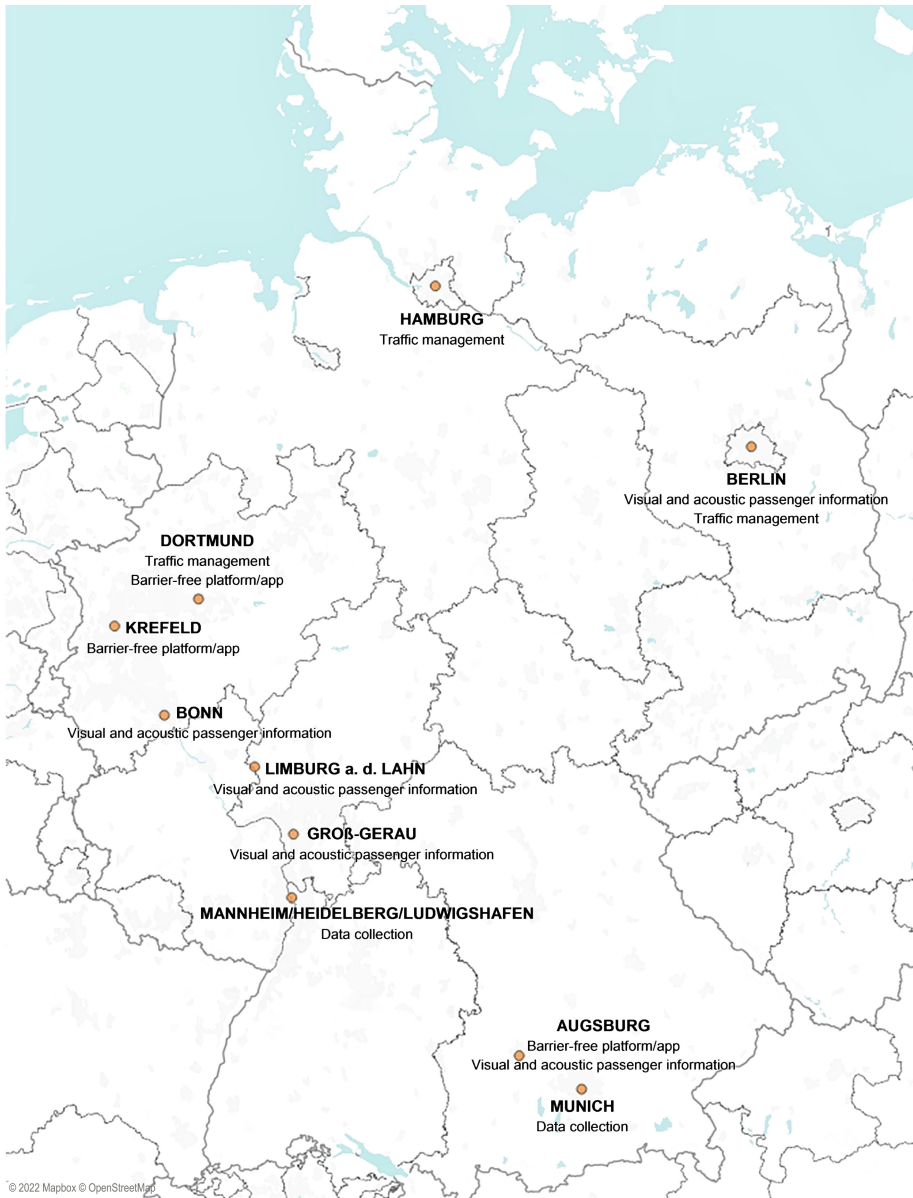 HAMBURG
Traffic management
BERLIN
Visual and acoustic passenger information
Traffic management
DORTMUND
Traffic management
Barrier-free platform/app
KREFELD
Barrier-free platform/app
BONN
Visual and acoustic passenger information
LIMBURG a. d. LAHN
Visual and acoustic passenger information
GROß-GERAU
Visual and acoustic passenger information
MANNHEIM/HEIDELBERG/LUDWIGSHAFEN
Data collection
AUGSBURG
Barrier-free platform/app
Visual and acoustic passenger information
MUNICH
Data collection
© 2022 Mapbox © OpenStreetMap